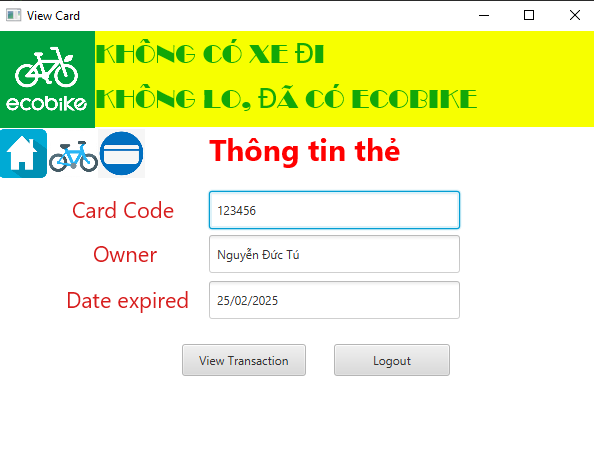 View Card
KHÔNG CÓ XE ĐI
KHÔNG LO, ĐÃ CÓ ECOBIKE
ecobike
Thông tin thẻ
Card Code
123456
Owner
Nguyễn Đức Tú
Date expired
25/02/2025
View Transaction
Logout